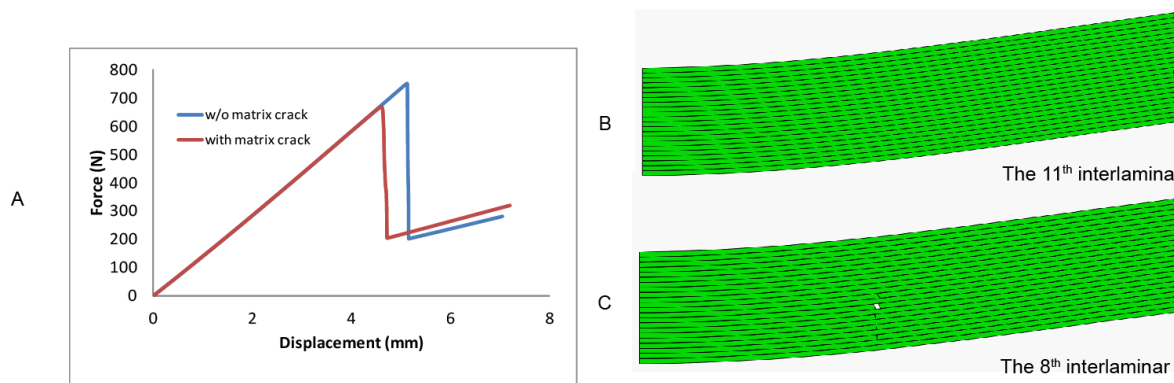 A
800
700
600
500
400
300
200
100
0
Force (N)
w/o matrix crack
with matrix crack
0 2 4 6 8
Displacement (mm)
B
The 11th interlamina
C
The 8th interlaminar